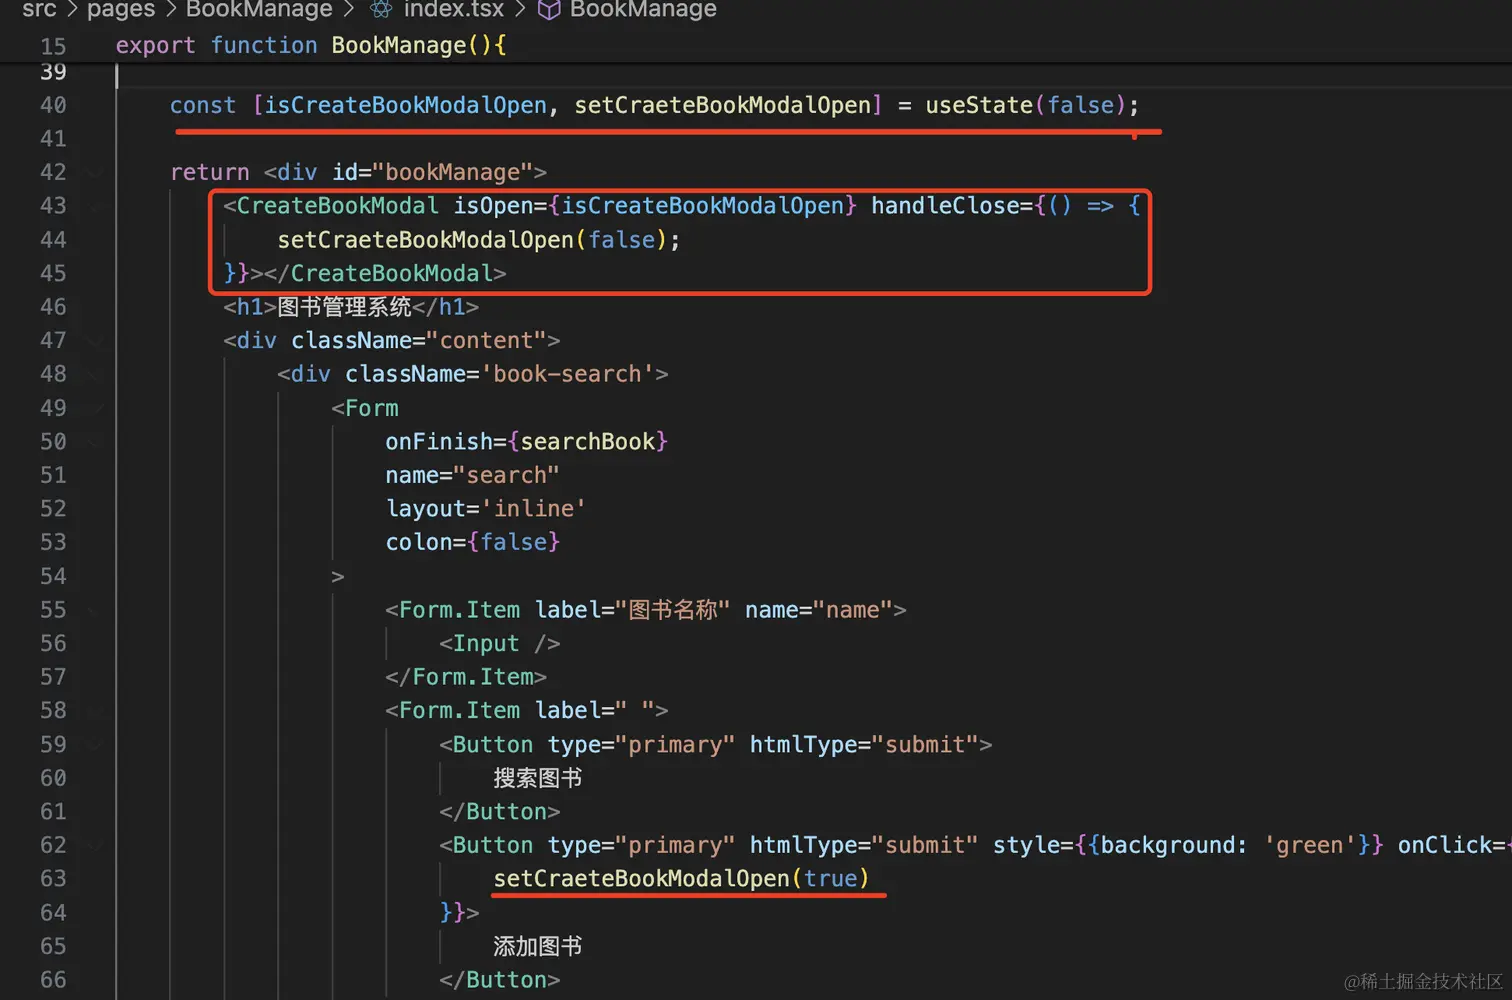 src > pages > BookManage > index.tsx > BookManage
15 export function BookManage(){
39
40 const [isCreateBookModalOpen, setCraeteBookModalOpen] = useState(false);
41
42 return <div id="bookManage">
43 <CreateBookModal isOpen={isCreateBookModalOpen} handleClose={() => {
44 setCraeteBookModalOpen(false);
45 }}></CreateBookModal>
46 <h1>图书管理系统</h1>
47 <div className="content">
48 <div className='book-search'>
49 <Form
50 onFinish={searchBook}
51 name="search"
52 layout='inline'
53 colon={false}
54 >
55 <Form.Item label="图书名称" name="name">
56 <Input />
57 </Form.Item>
58 <Form.Item label=" ">
59 <Button type="primary" htmlType="submit">
60 搜索图书
61 </Button>
62 <Button type="primary" htmlType="submit" style={{background: 'green'}} onClick={
63 setCraeteBookModalOpen(true)
64 }}>
65 添加图书
66 </Button>
@稀土掘金技术社区